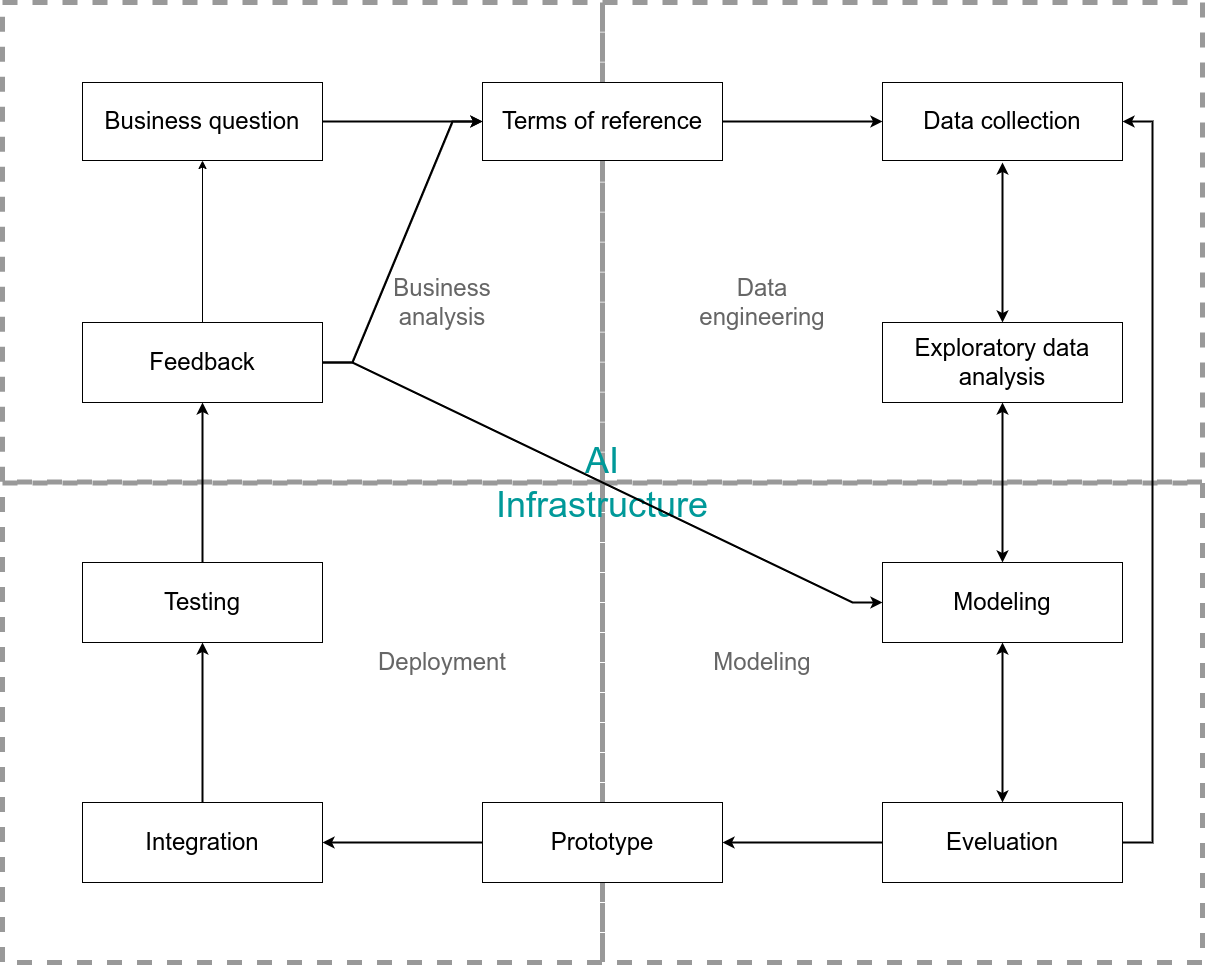 Business question
Terms of reference
Data collection
Business
analysis
Data
engineering
Feedback
Exploratory data
analysis
AI
Infrastructure
Testing
Modeling
Deployment
Modeling
Integration
Prototype
Eveluation